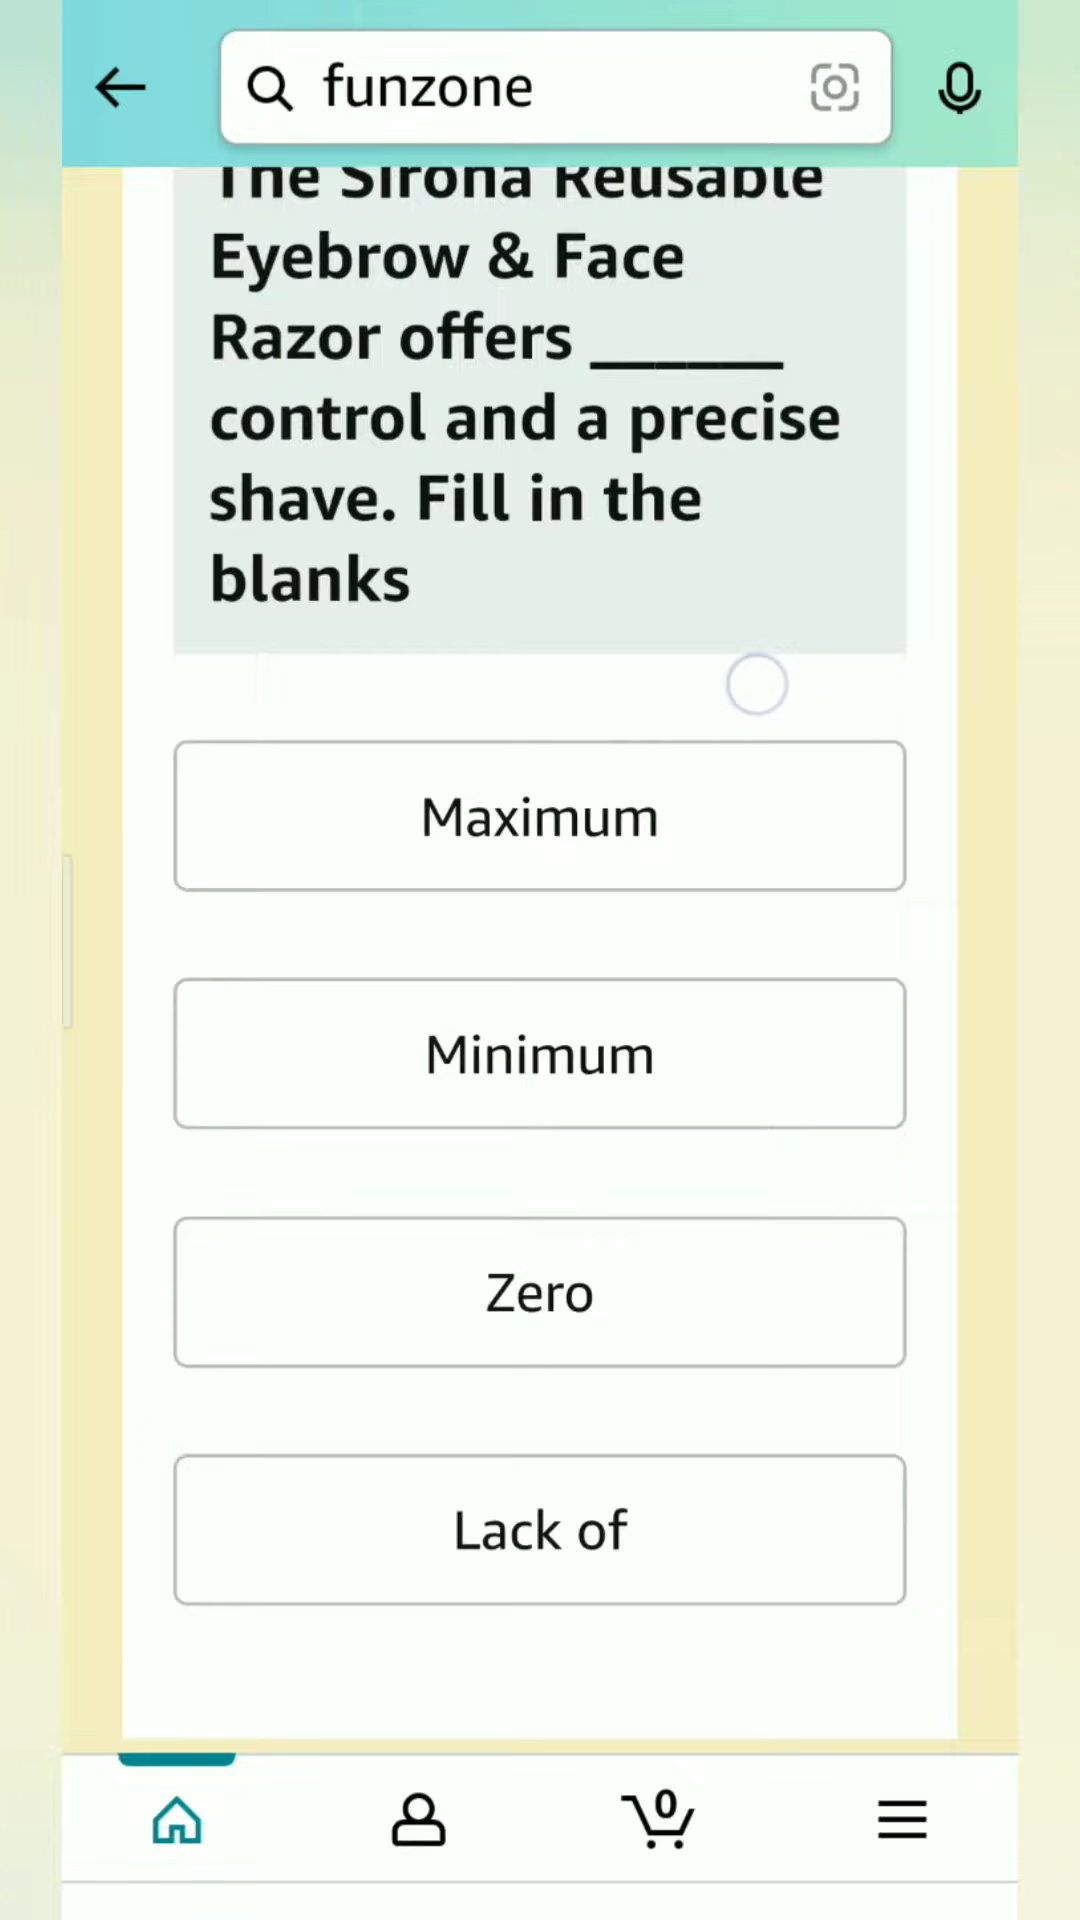 funzone
The Sirona Reusable
Eyebrow & Face
Razor offers ______
control and a precise
shave. Fill in the
blanks
Maximum
Minimum
Zero
Lack of
0